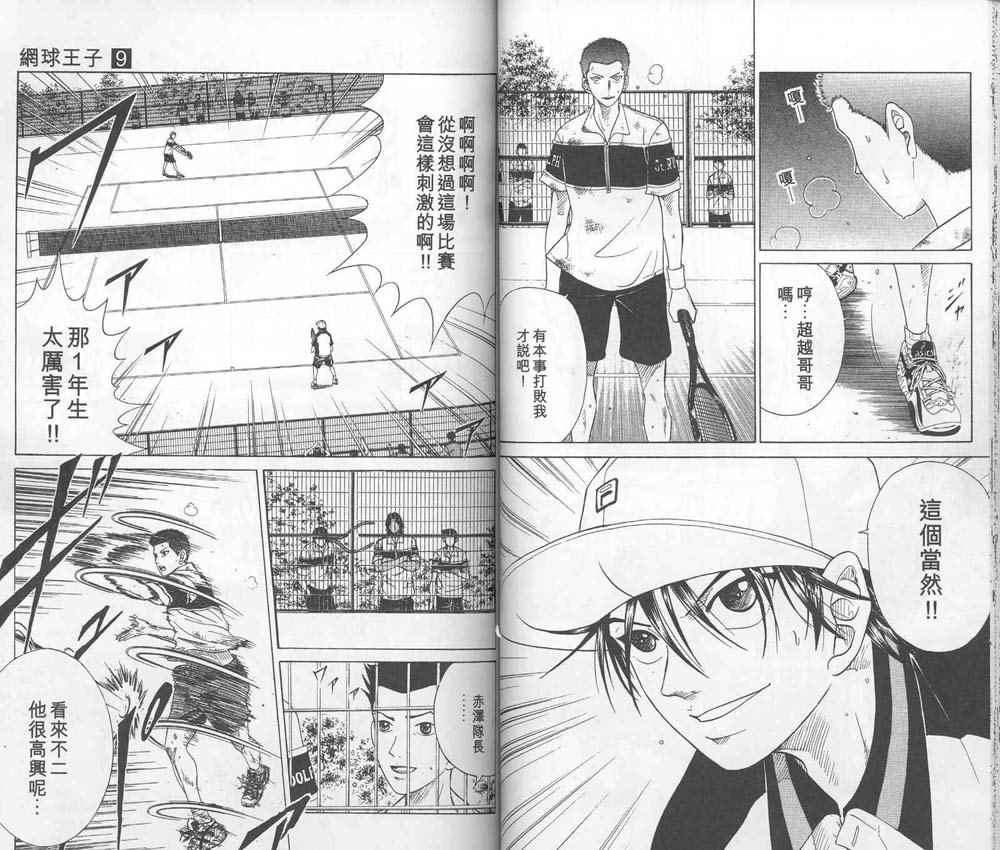 嗄…
嗄…
哼…超越哥哥
嗎…
有本事打敗我
才説吧！
這個當然!!
網球王子 9
啊啊啊啊！
從沒想過這場比賽
會這樣刺激的啊!!
那1年生
太厲害了!!
赤澤隊長
……
看來不二
他很高興呢…